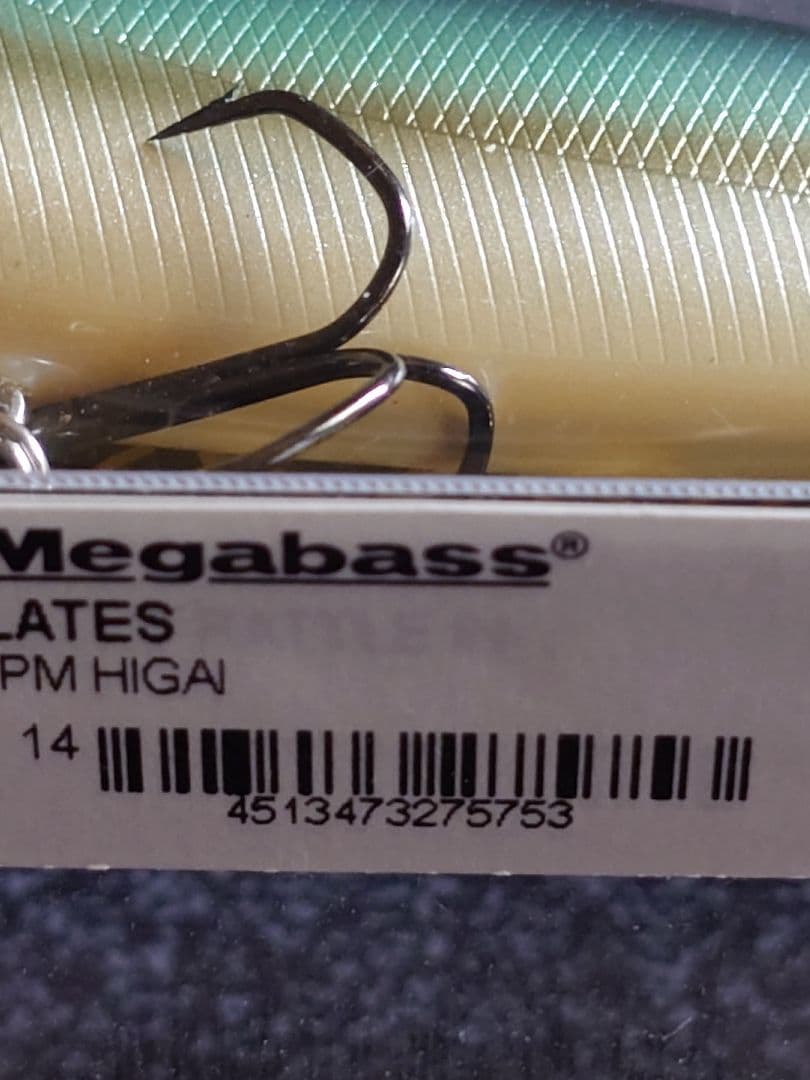 Megabass®
LATES
PM HIGAI
14
4513473275753